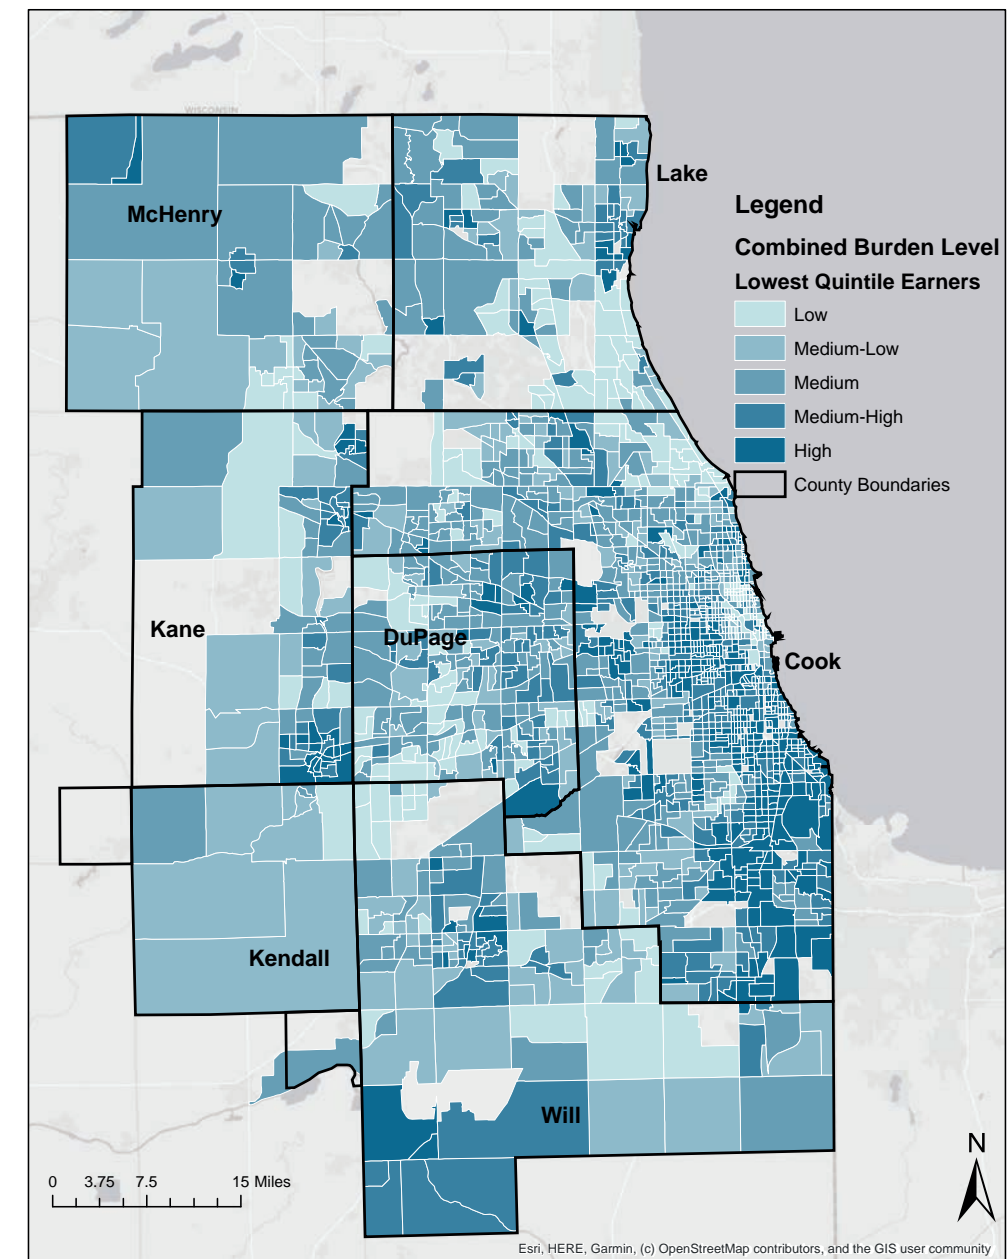 WISCONSIN
Lake
McHenry
Legend
Combined Burden Level
Lowest Quintile Earners
Low
Medium-Low
Medium
Medium-High
High
County Boundaries
Kane
DuPage
Cook
Kendall
Will
N
0 3.75 7.5 15 Miles
Esri, HERE, Garmin, (c) OpenStreetMap contributors, and the GIS user community